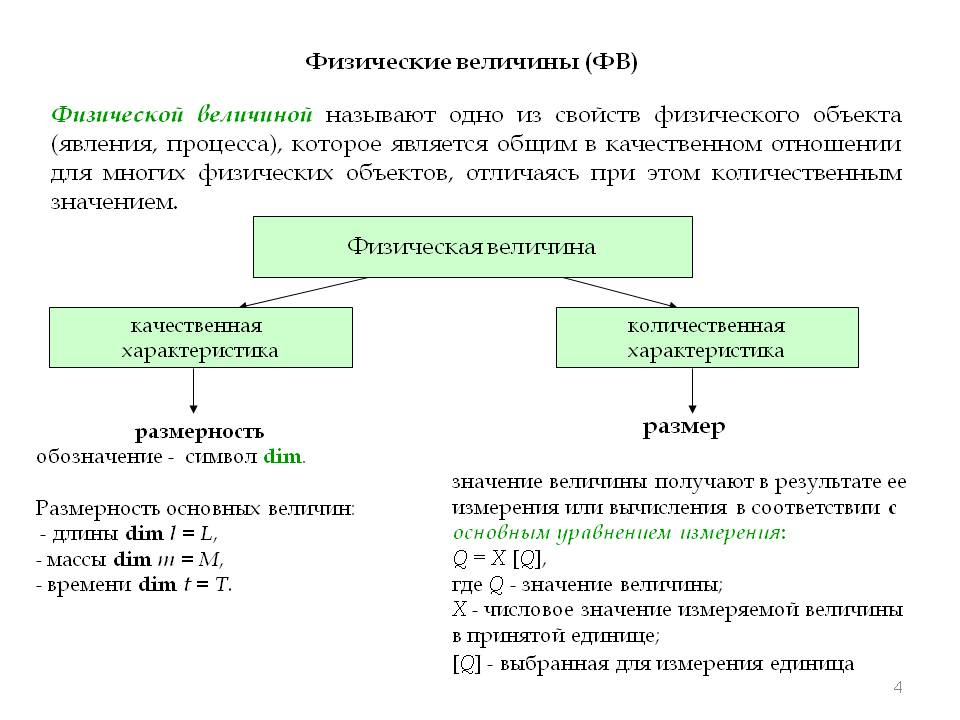 Физические величины (ФВ)
Физической величиной называют одно из свойств физического объекта
(явления, процесса), которое является общим в качественном отношении
для многих физических объектов, отличаясь при этом количественным
значением.
Физическая величина
качественная
характеристика
количественная
характеристика
размерность
обозначение - символ dim.
Размерность основных величин:
- длины dim l = L,
- массы dim m = M,
- времени dim t = T.
размер
значение величины получают в результате ее
измерения или вычисления в соответствии с
основным уравнением измерения:
Q = X [Q],
где Q - значение величины;
X - числовое значение измеряемой величины
в принятой единице;
[Q] - выбранная для измерения единица
4